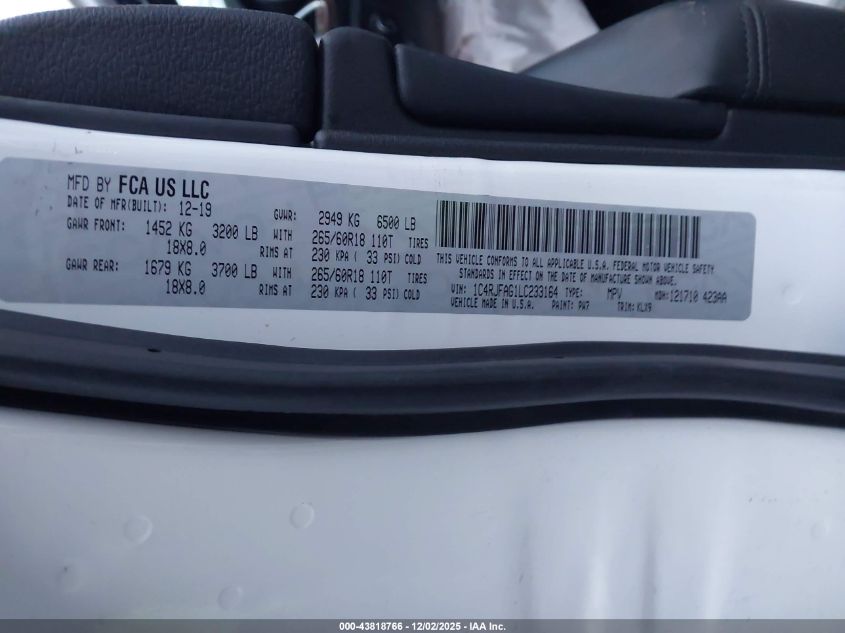 MFD BY FCA US LLC
DATE OF MFR(BUILT): 12-19 GVWR: 2949 KG 6500 LB
GAWR FRONT: 1452 KG 3200 LB WITH 265/60R18 110T TIRES
18X8.0 RIMS AT 230 KPA ( 33 PSI) COLD
GAWR REAR: 1679 KG 3700 LB WITH 265/60R18 110T TIRES
18X8.0 RIMS AT 230 KPA ( 33 PSI) COLD
THIS VEHICLE CONFORMS TO ALL APPLICABLE U.S.A. FEDERAL MOTOR VEHICLE SAFETY
STANDARDS IN EFFECT ON THE DATE OF MANUFACTURE SHOWN ABOVE.
VIN: 1C4RJFAG1LC233164 TYPE: MPV MDH: 121710 423AA
VEHICLE MADE IN U.S.A. PAINT: PW7 TRIM: KLX9
000-43818766 - 12/02/2025 - IAA Inc.